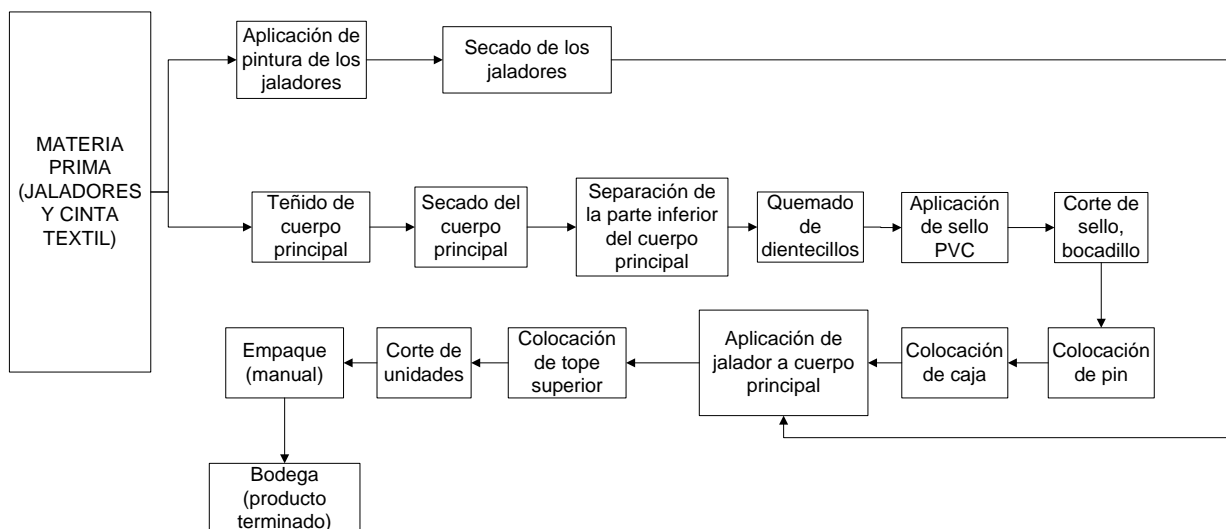 MATERIA
PRIMA
(JALADORES
Y CINTA
TEXTIL)
Aplicación de
pintura de los
jaladores
Secado de los
jaladores
Teñido de
cuerpo
principal
Secado del
cuerpo
principal
Separación de
la parte inferior
del cuerpo
principal
Quemado
de
dientecillos
Aplicación
de sello
PVC
Corte de
sello,
bocadillo
Colocación
de pin
Colocación
de caja
Aplicación de
jalador a cuerpo
principal
Colocación
de tope
superior
Corte de
unidades
Empaque
(manual)
Bodega
(producto
terminado)